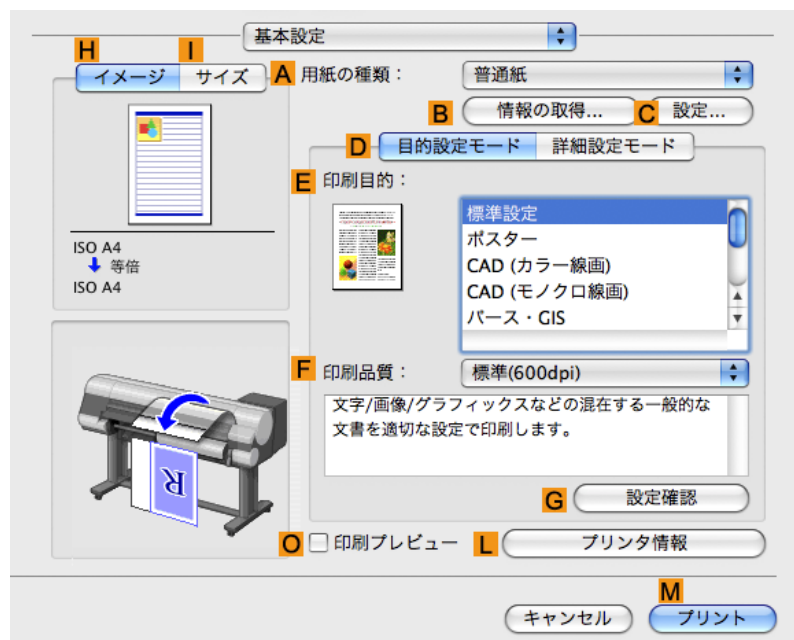 基本設定
H
I
イメージ
サイズ
A 用紙の種類：
普通紙
B 情報の取得...
C 設定...
ISO A4
等倍
ISO A4
D 目的設定モード 詳細設定モード
E 印刷目的：
標準設定
ポスター
CAD (カラー線画)
CAD (モノクロ線画)
パース・GIS
R
F 印刷品質：
標準(600dpi)
文字/画像/グラフィックスなどの混在する一般的な
文書を適切な設定で印刷します。
G 設定確認
O 印刷プレビュー
L プリンタ情報
M
キャンセル
プリント